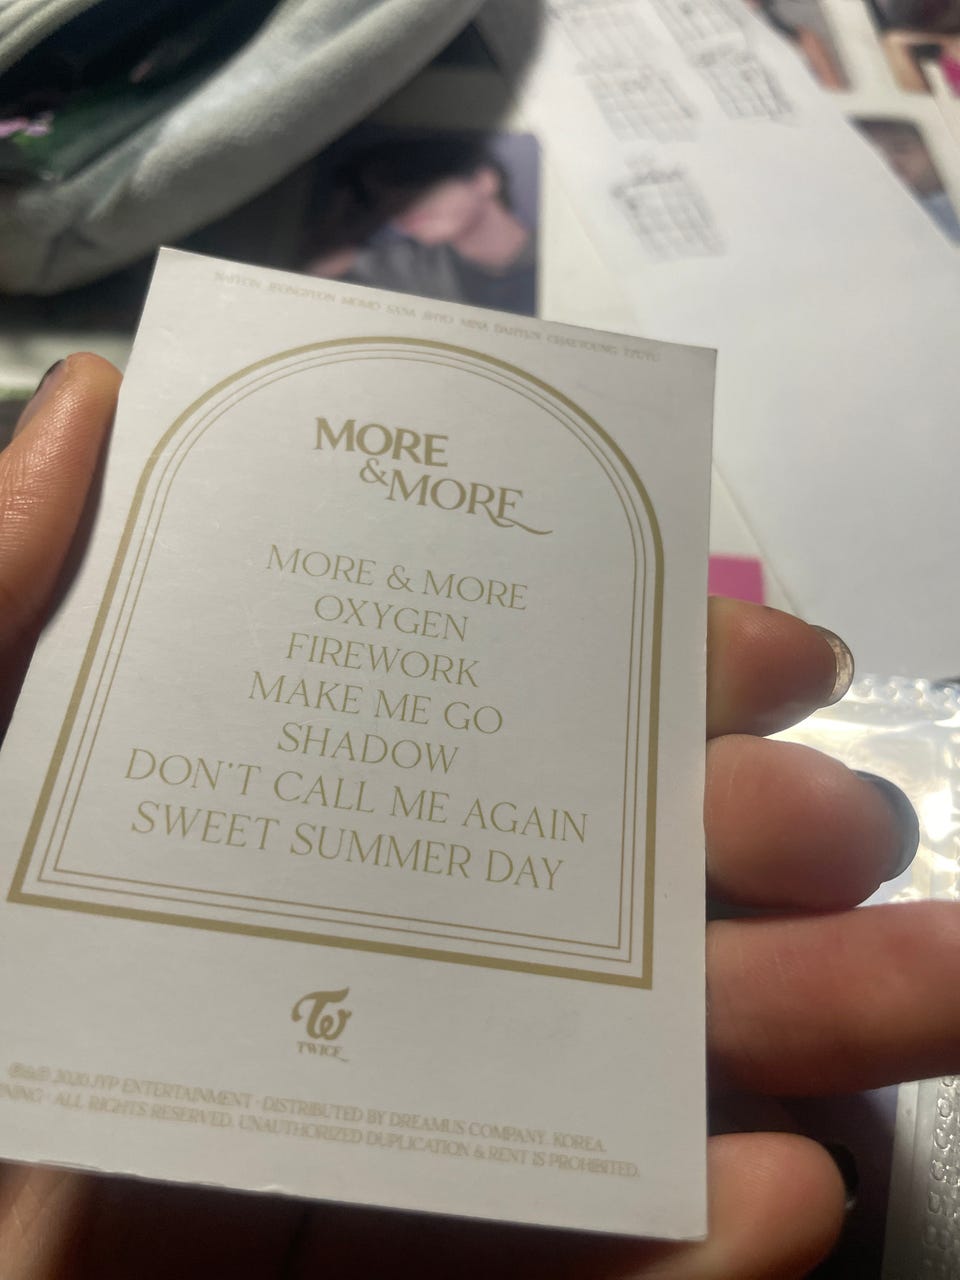 NAYEON JEONGYEON MOMO SANA JIHYO MINA DAHYUN CHAEYOUNG TZUYU
MORE
&MORE
MORE & MORE
OXYGEN
FIREWORK
MAKE ME GO
SHADOW
DON'T CALL ME AGAIN
SWEET SUMMER DAY
TWICE
2020 JYP ENTERTAINMENT · DISTRIBUTED BY DREAMUS COMPANY. KOREA.
· ALL RIGHTS RESERVED. UNAUTHORIZED DUPLICATION & RENT IS PROHIBITED.